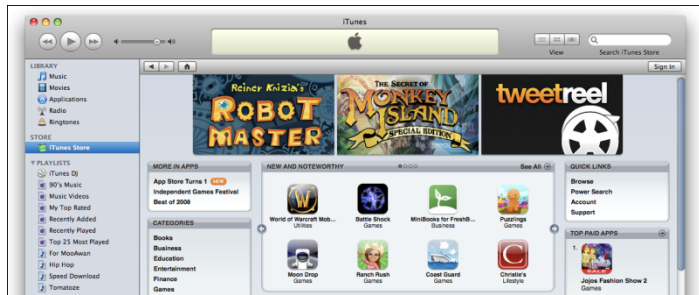 iTunes
View
Search iTunes Store
LIBRARY
Music
Movies
Applications
Radio
Ringtones
STORE
iTunes Store
PLAYLISTS
iTunes DJ
90's Music
Music Videos
My Top Rated
Recently Added
Recently Played
Top 25 Most Played
For MooAwan
Hip Hop
Speed Download
Tomatoze
Sign In
Reiner Knizia's
ROBOT
MASTER
THE SECRET OF
MONKEY
ISLAND
SPECIAL EDITION
tweetreel
MORE IN APPS
App Store Turns 1 NEW
Independent Games Festival
Best of 2008
CATEGORIES
Books
Business
Education
Entertainment
Finance
Games
NEW AND NOTEWORTHY
See All
World of Warcraft Mob...
Utilities
Battle Shock
Games
MiniBooks for FreshB...
Business
Puzzlings
Games
Moon Drop
Games
Ranch Rush
Games
Coast Guard
Games
Christie's
Lifestyle
QUICK LINKS
Browse
Power Search
Account
Support
TOP PAID APPS
1.
SALE
Jojos Fashion Show 2
Games